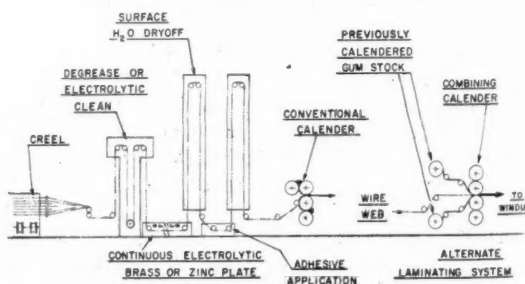 SURFACE
H2O DRYOFF
DEGREASE OR
ELECTROLYTIC
CLEAN
CREEL
CONTINUOUS ELECTROLYTIC
BRASS OR ZINC PLATE
ADHESIVE
APPLICATION
CONVENTIONAL
CALENDER
PREVIOUSLY
CALENDERED
GUM STOCK
COMBINING
CALENDER
WIRE
WEB
TO
WINDU
ALTERNATE
LAMINATING SYSTEM